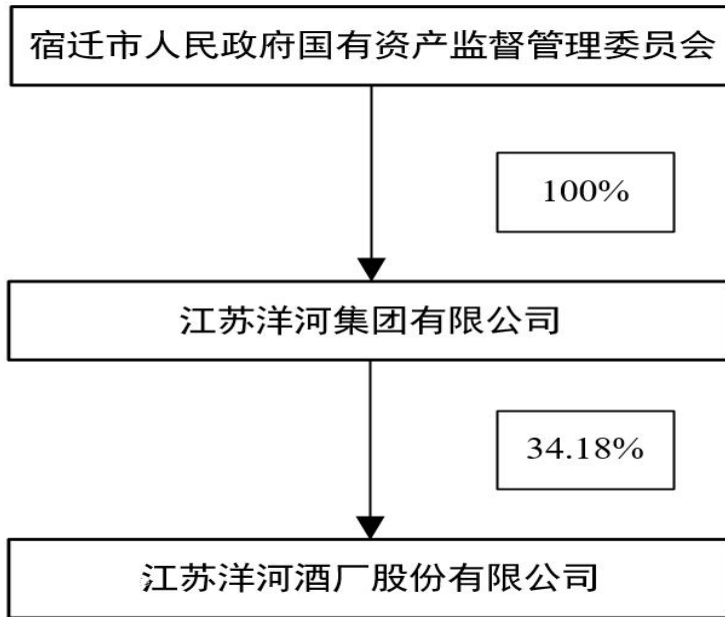 宿迁市人民政府国有资产监督管理委员会
100%
江苏洋河集团有限公司
34.18%
江苏洋河酒厂股份有限公司